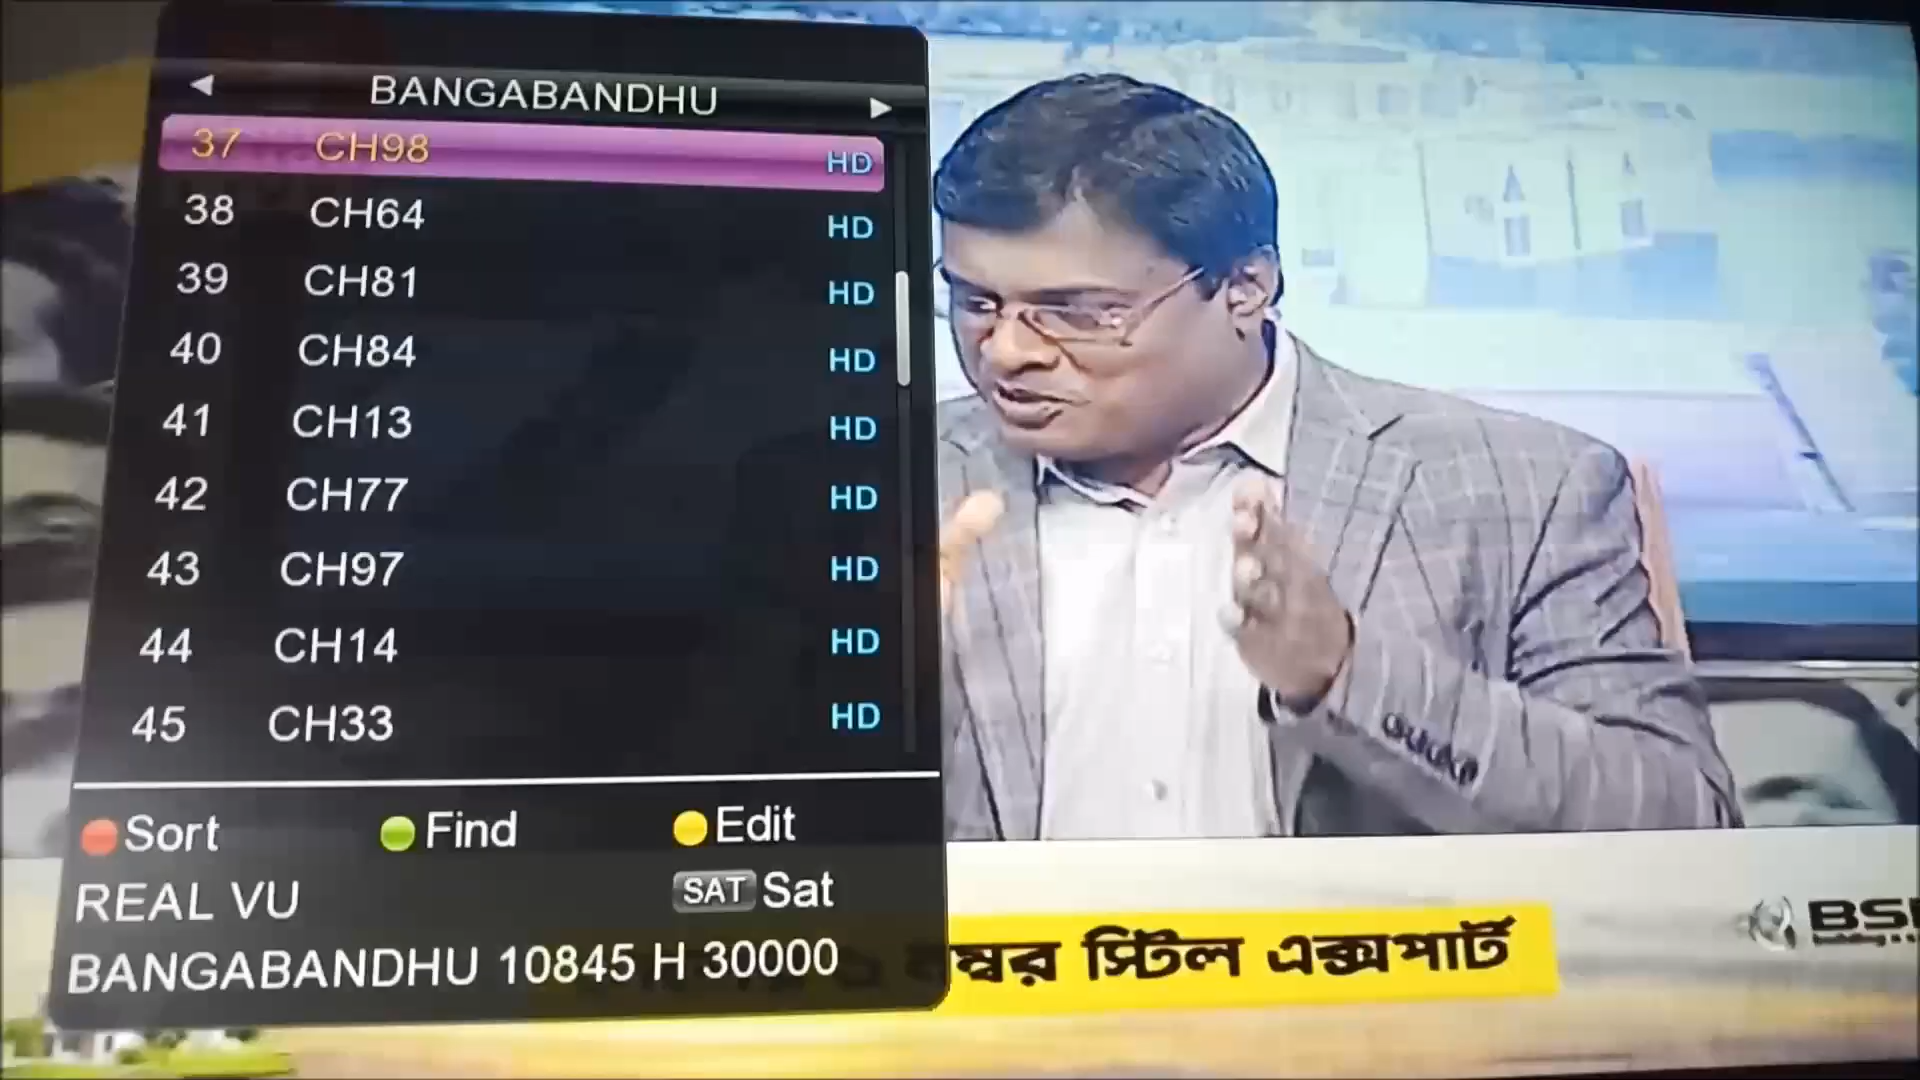 BANGABANDHU
37 CH98 HD
38 CH64 HD
39 CH81 HD
40 CH84 HD
41 CH13 HD
42 CH77 HD
43 CH97 HD
44 CH14 HD
45 CH33 HD
Sort Find Edit
REAL VU SAT Sat
BANGABANDHU 10845 H 30000
স্টিল এক্সপার্ট